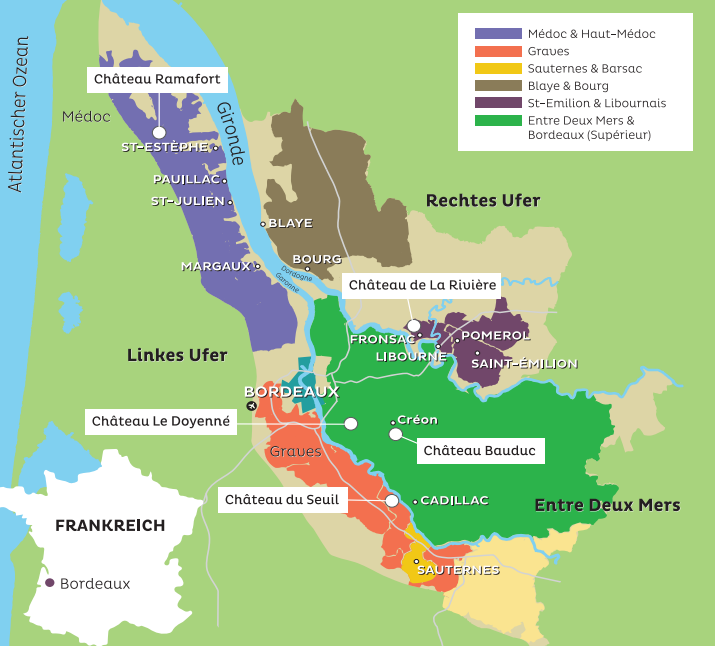 Médoc & Haut-Médoc
Graves
Sauternes & Barsac
Blaye & Bourg
St-Emilion & Libournais
Entre Deux Mers &
Bordeaux (Supérieur)
Atlantischer Ozean
Château Ramafort
Médoc
Gironde
ST-ESTÈPHE
PAUILLAC
ST-JULIEN
Rechtes Ufer
BLAYE
BOURG
MARGAUX
Dordogne
Garonne
Château de La Rivière
FRONSAC
POMEROL
LIBOURNE
SAINT-ÉMILION
Linkes Ufer
BORDEAUX
Château Le Doyenné
Créon
Château Bauduc
Graves
Château du Seuil
CADILLAC
Entre Deux Mers
SAUTERNES
FRANKREICH
Bordeaux